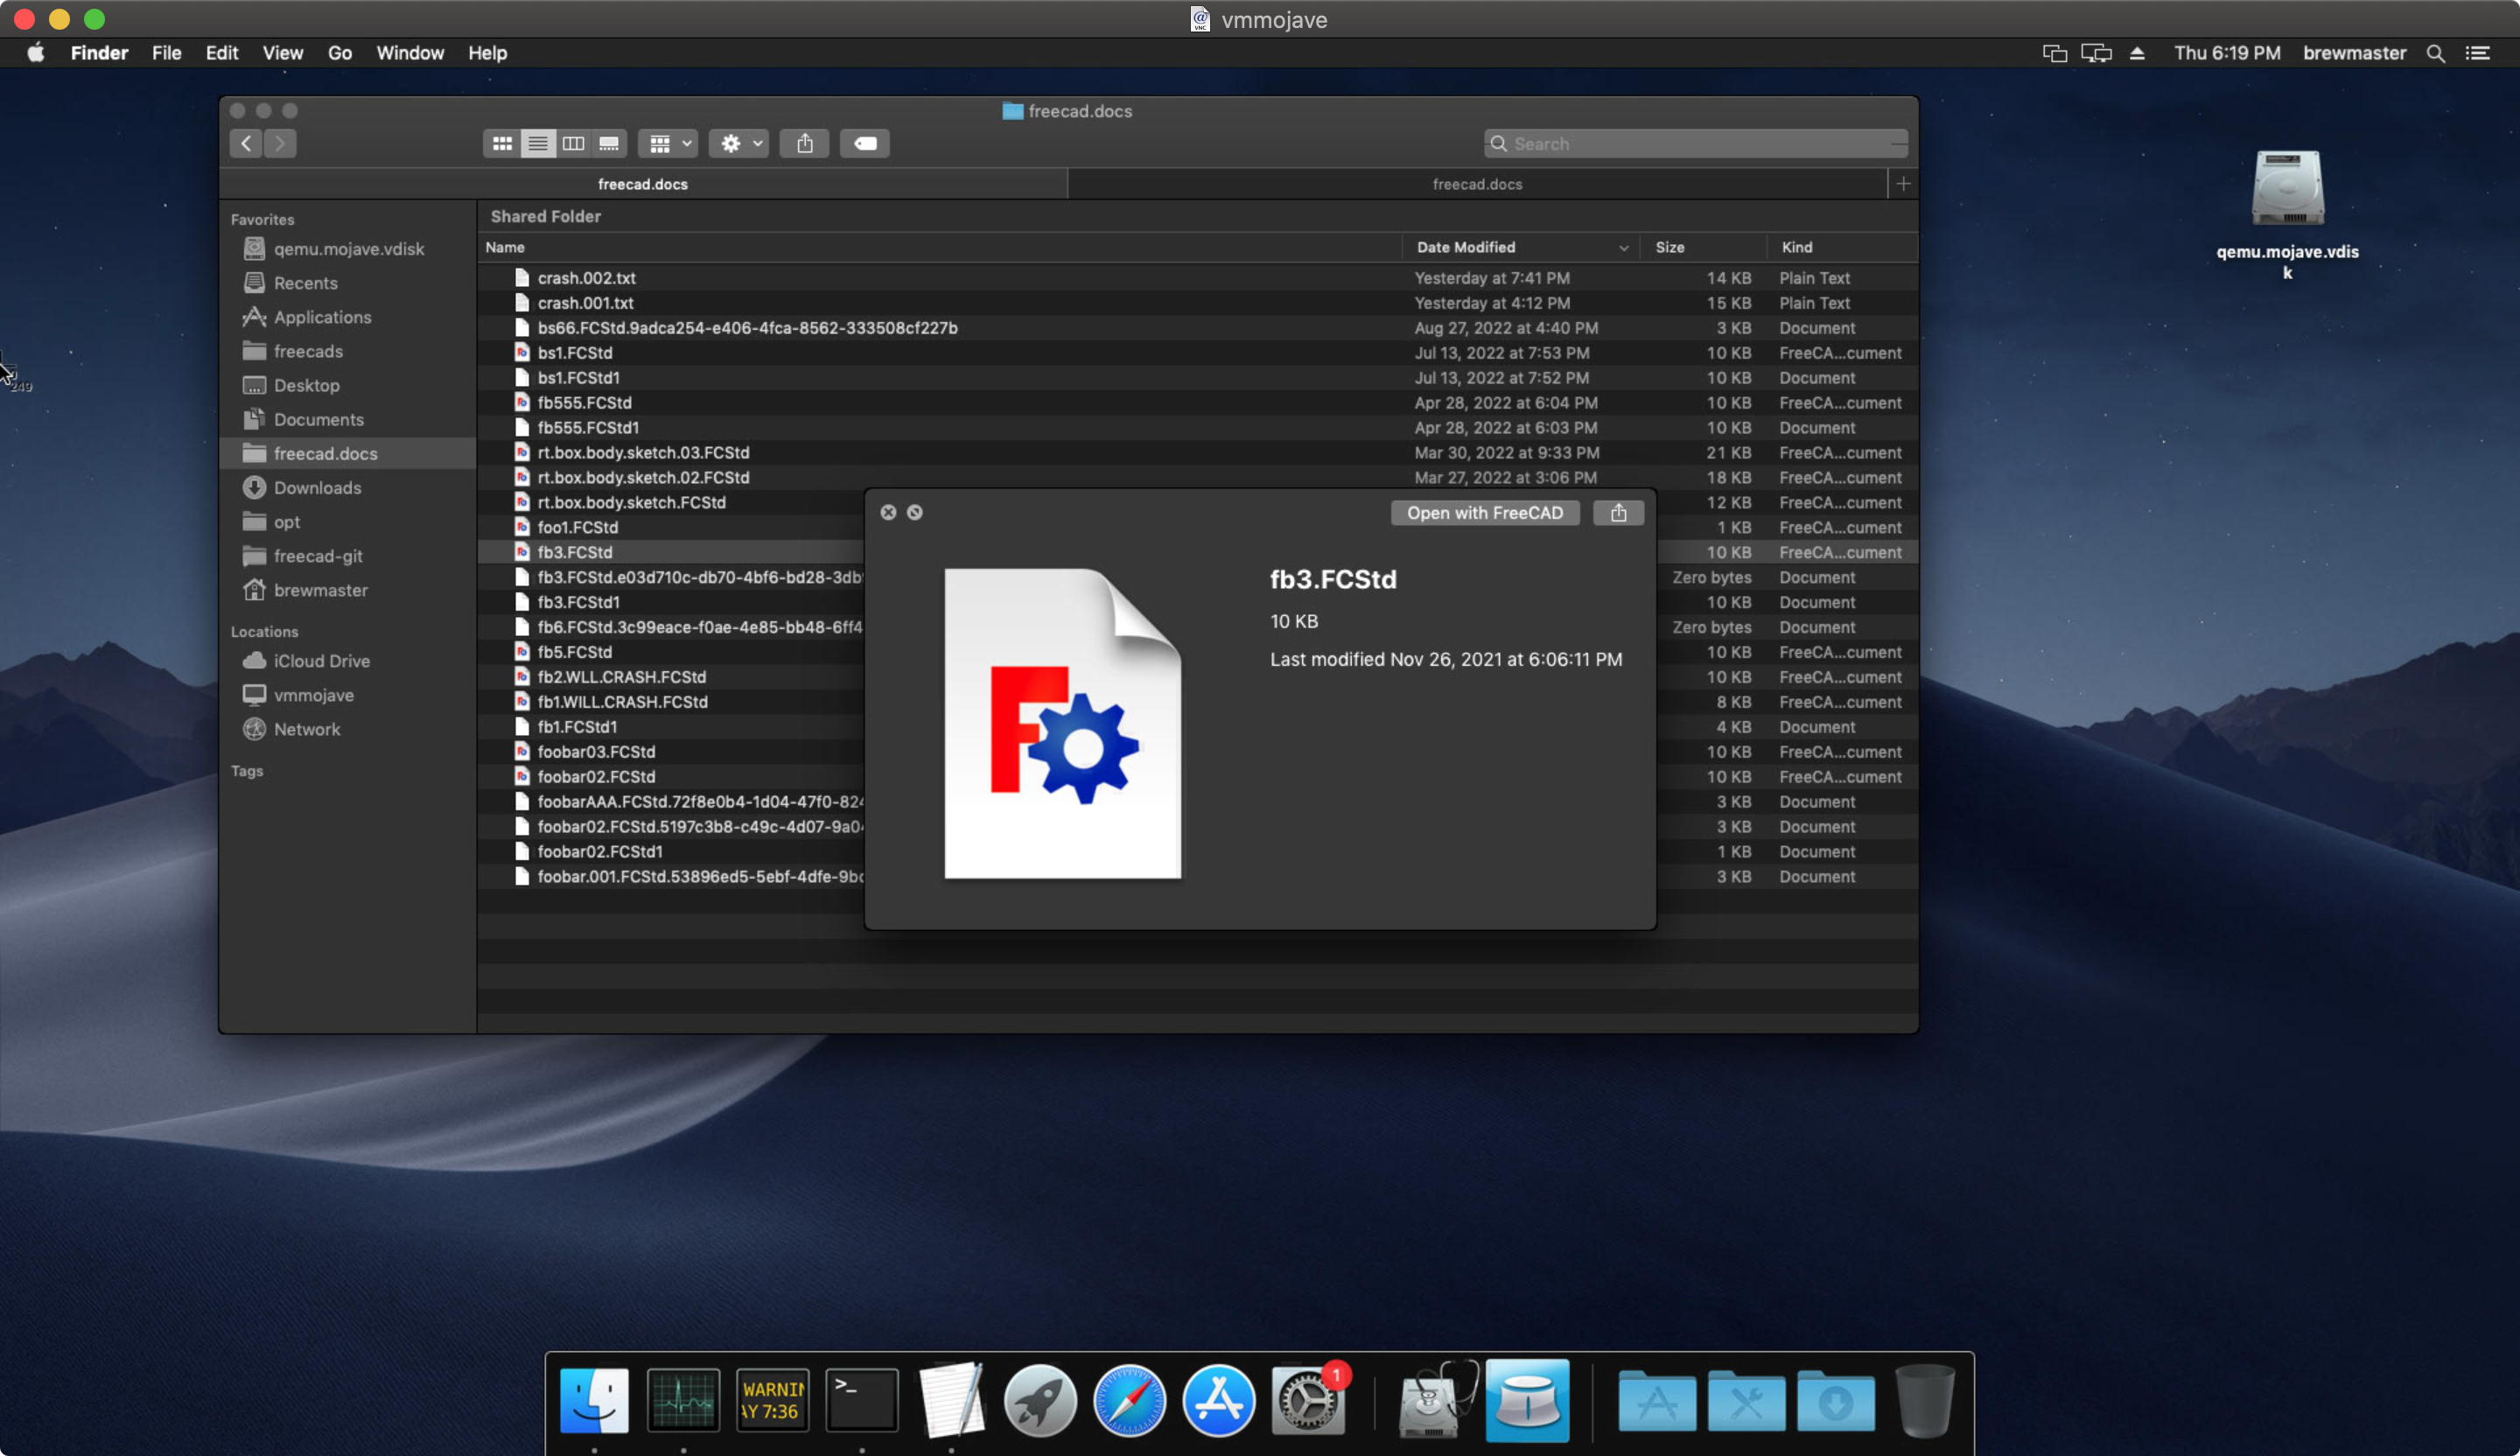 vmmojave
Finder File Edit View Go Window Help
Thu 6:19 PM brewmaster
freecad.docs
Search
freecad.docs
freecad.docs
Favorites
qemu.mojave.vdisk
Recents
Applications
freecads
Desktop
Documents
freecad.docs
Downloads
opt
freecad-git
brewmaster
Locations
iCloud Drive
vmmojave
Network
Tags
Shared Folder
Name Date Modified Size Kind
crash.002.txt Yesterday at 7:41 PM 14 KB Plain Text
crash.001.txt Yesterday at 4:12 PM 15 KB Plain Text
bs66.FCStd.9adca254-e406-4fca-8562-333508cf227b Aug 27, 2022 at 4:40 PM 3 KB Document
bs1.FCStd Jul 13, 2022 at 7:53 PM 10 KB FreeCA...cument
bs1.FCStd1 Jul 13, 2022 at 7:52 PM 10 KB Document
fb555.FCStd Apr 28, 2022 at 6:04 PM 10 KB FreeCA...cument
fb555.FCStd1 Apr 28, 2022 at 6:03 PM 10 KB Document
rt.box.body.sketch.03.FCStd Mar 30, 2022 at 9:33 PM 21 KB FreeCA...cument
rt.box.body.sketch.02.FCStd Mar 27, 2022 at 3:06 PM 18 KB FreeCA...cument
rt.box.body.sketch.FCStd 12 KB FreeCA...cument
foo1.FCStd 1 KB FreeCA...cument
fb3.FCStd 10 KB FreeCA...cument
fb3.FCStd.e03d710c-db70-4bf6-bd28-3db Zero bytes Document
fb3.FCStd1 10 KB Document
fb6.FCStd.3c99eace-f0ae-4e85-bb48-6ff4 Zero bytes Document
fb5.FCStd 10 KB FreeCA...cument
fb2.WLL.CRASH.FCStd 10 KB FreeCA...cument
fb1.WILL.CRASH.FCStd 8 KB FreeCA...cument
fb1.FCStd1 4 KB Document
foobar03.FCStd 10 KB FreeCA...cument
foobar02.FCStd 10 KB FreeCA...cument
foobarAAA.FCStd.72f8e0b4-1d04-47f0-824 3 KB Document
foobar02.FCStd.5197c3b8-c49c-4d07-9a0 3 KB Document
foobar02.FCStd1 1 KB Document
foobar.001.FCStd.53896ed5-5ebf-4dfe-9b 3 KB Document
Open with FreeCAD
fb3.FCStd
10 KB
Last modified Nov 26, 2021 at 6:06:11 PM
qemu.mojave.vdis
k
249
WARNIN
AY 7:36
1